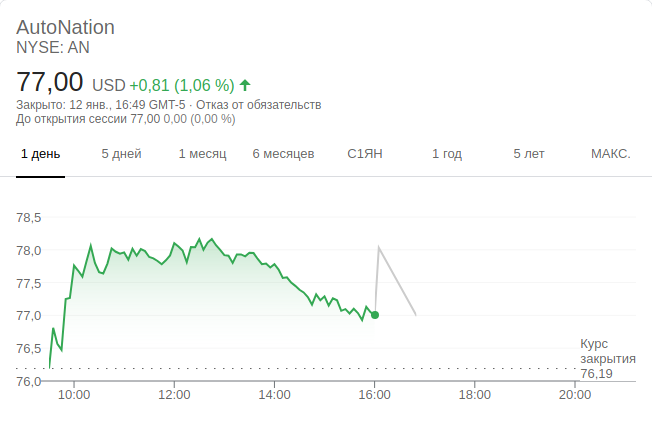 AutoNation
NYSE: AN
77,00 USD +0,81 (1,06 %)
Закрыто: 12 янв., 16:49 GMT-5 · Отказ от обязательств
До открытия сессии 77,00 0,00 (0,00 %)
1 день 5 дней 1 месяц 6 месяцев С1ЯН 1 год 5 лет МАКС.
78,5
78,0
77,5
77,0
76,5
76,0
Курс
закрытия
76,19
10:00 12:00 14:00 16:00 18:00 20:00